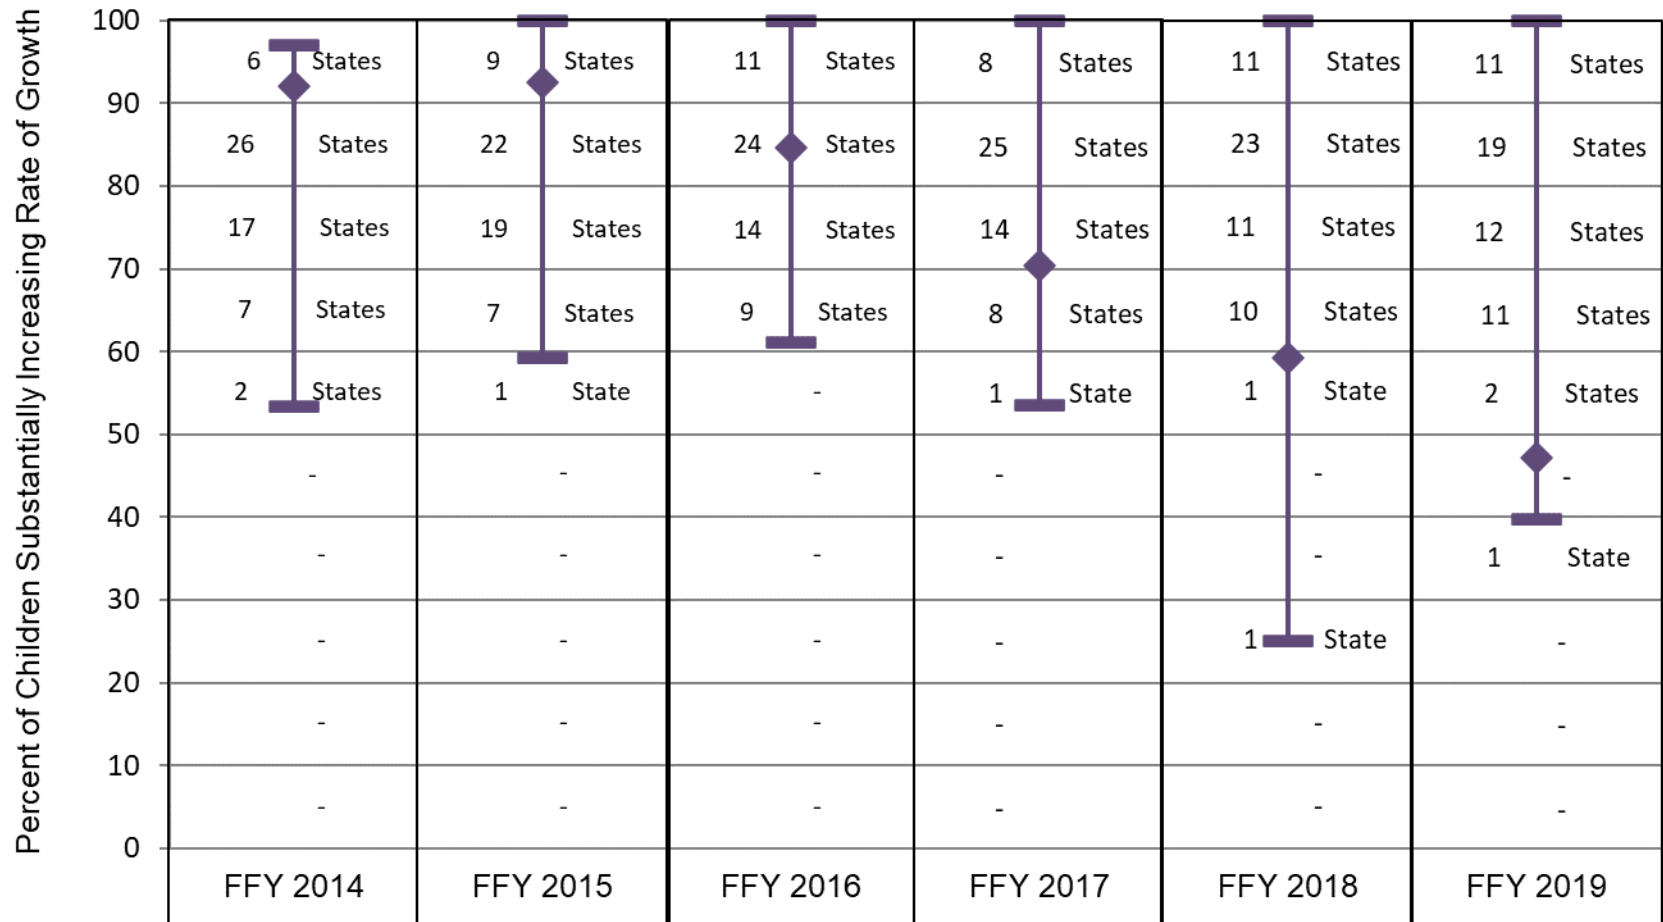 Percent of Children Substantially Increasing Rate of Growth
100
6 States 9 States 11 States 8 States 11 States 11 States
90
26 States 22 States 24 States 25 States 23 States 19 States
80
17 States 19 States 14 States 14 States 11 States 12 States
70
7 States 7 States 9 States 8 States 10 States 11 States
60
2 States 1 State - 1 State 1 State 2 States
50
- - - - - -
40
- - - - - 1 State
30
- - - - 1 State -
20
- - - - - -
10
- - - - - -
0
FFY 2014 FFY 2015 FFY 2016 FFY 2017 FFY 2018 FFY 2019